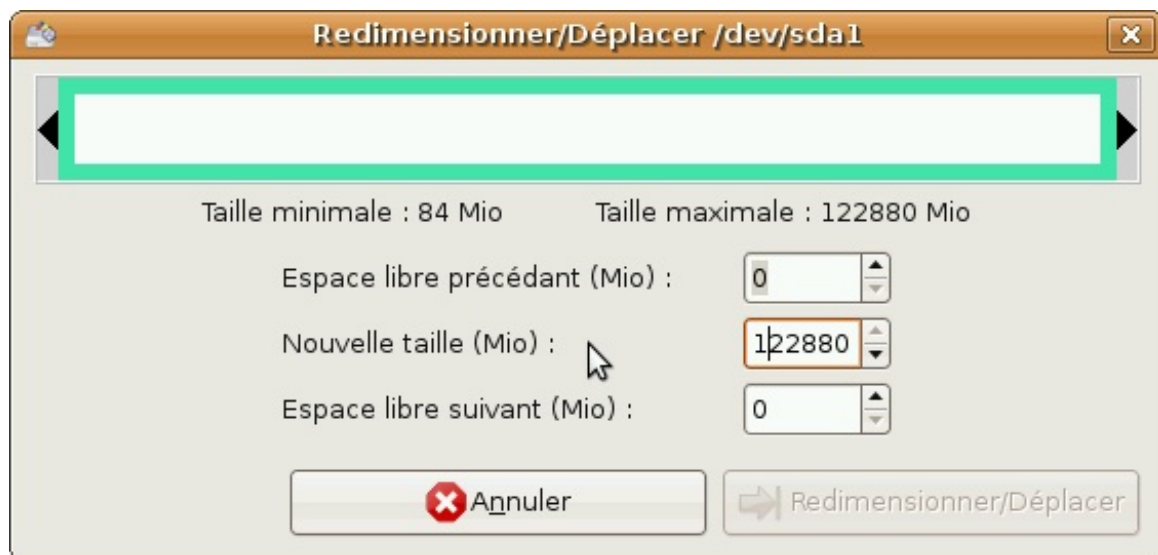 Redimensionner/Déplacer /dev/sda1
Taille minimale : 84 Mio Taille maximale : 122880 Mio
Espace libre précédant (Mio) : 0
Nouvelle taille (Mio) : 122880
Espace libre suivant (Mio) : 0
Annuler Redimensionner/Déplacer